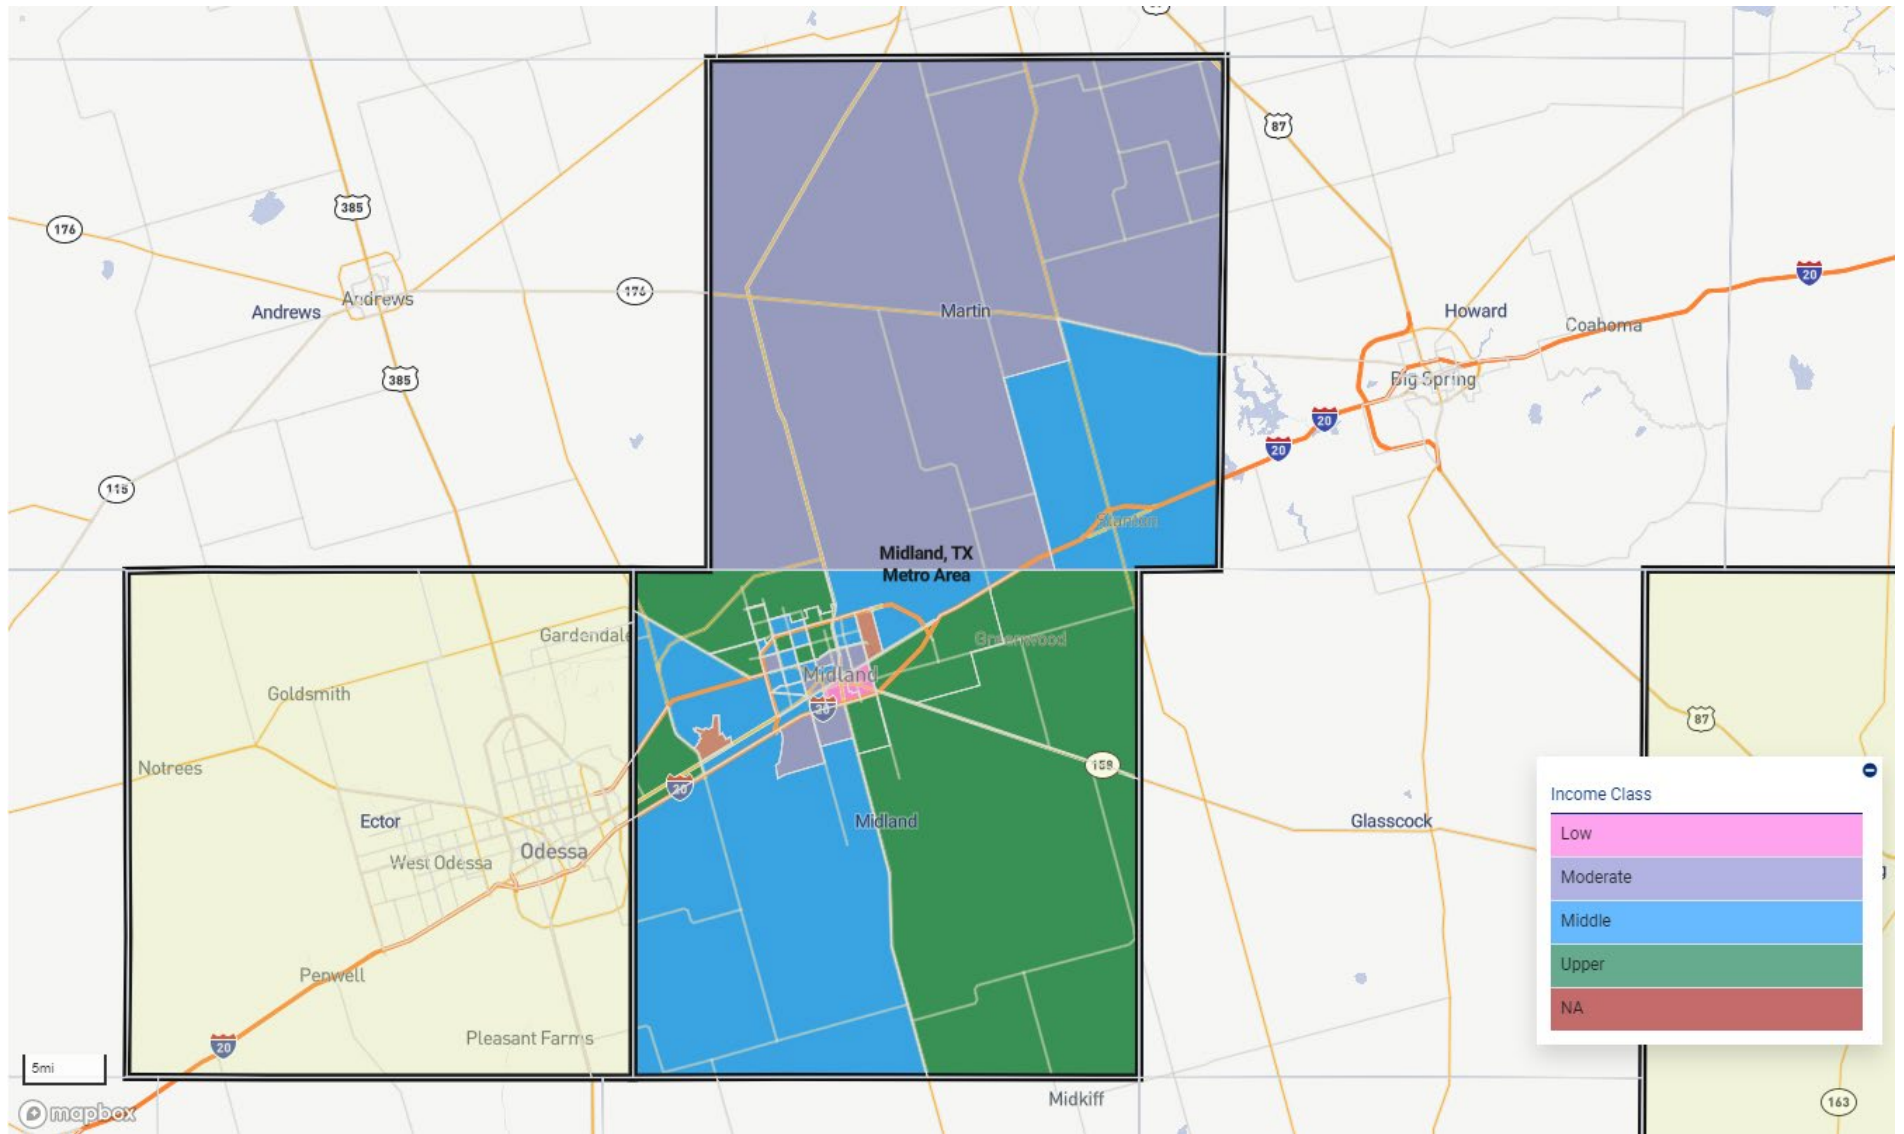 87
385
176
176
Andrews
Andrews
Martin
Howard
Coahoma
20
385
Big Spring
20
20
115
Stanton
Midland, TX
Metro Area
Gardendale
Greenwood
Midland
Goldsmith
20
87
Notrees
158
20
Ector
Midland
Glasscock
West Odessa
Odessa
Penwell
Pleasant Farms
20
5mi
mapbox
Midkiff
163
Income Class
Low
Moderate
Middle
Upper
NA